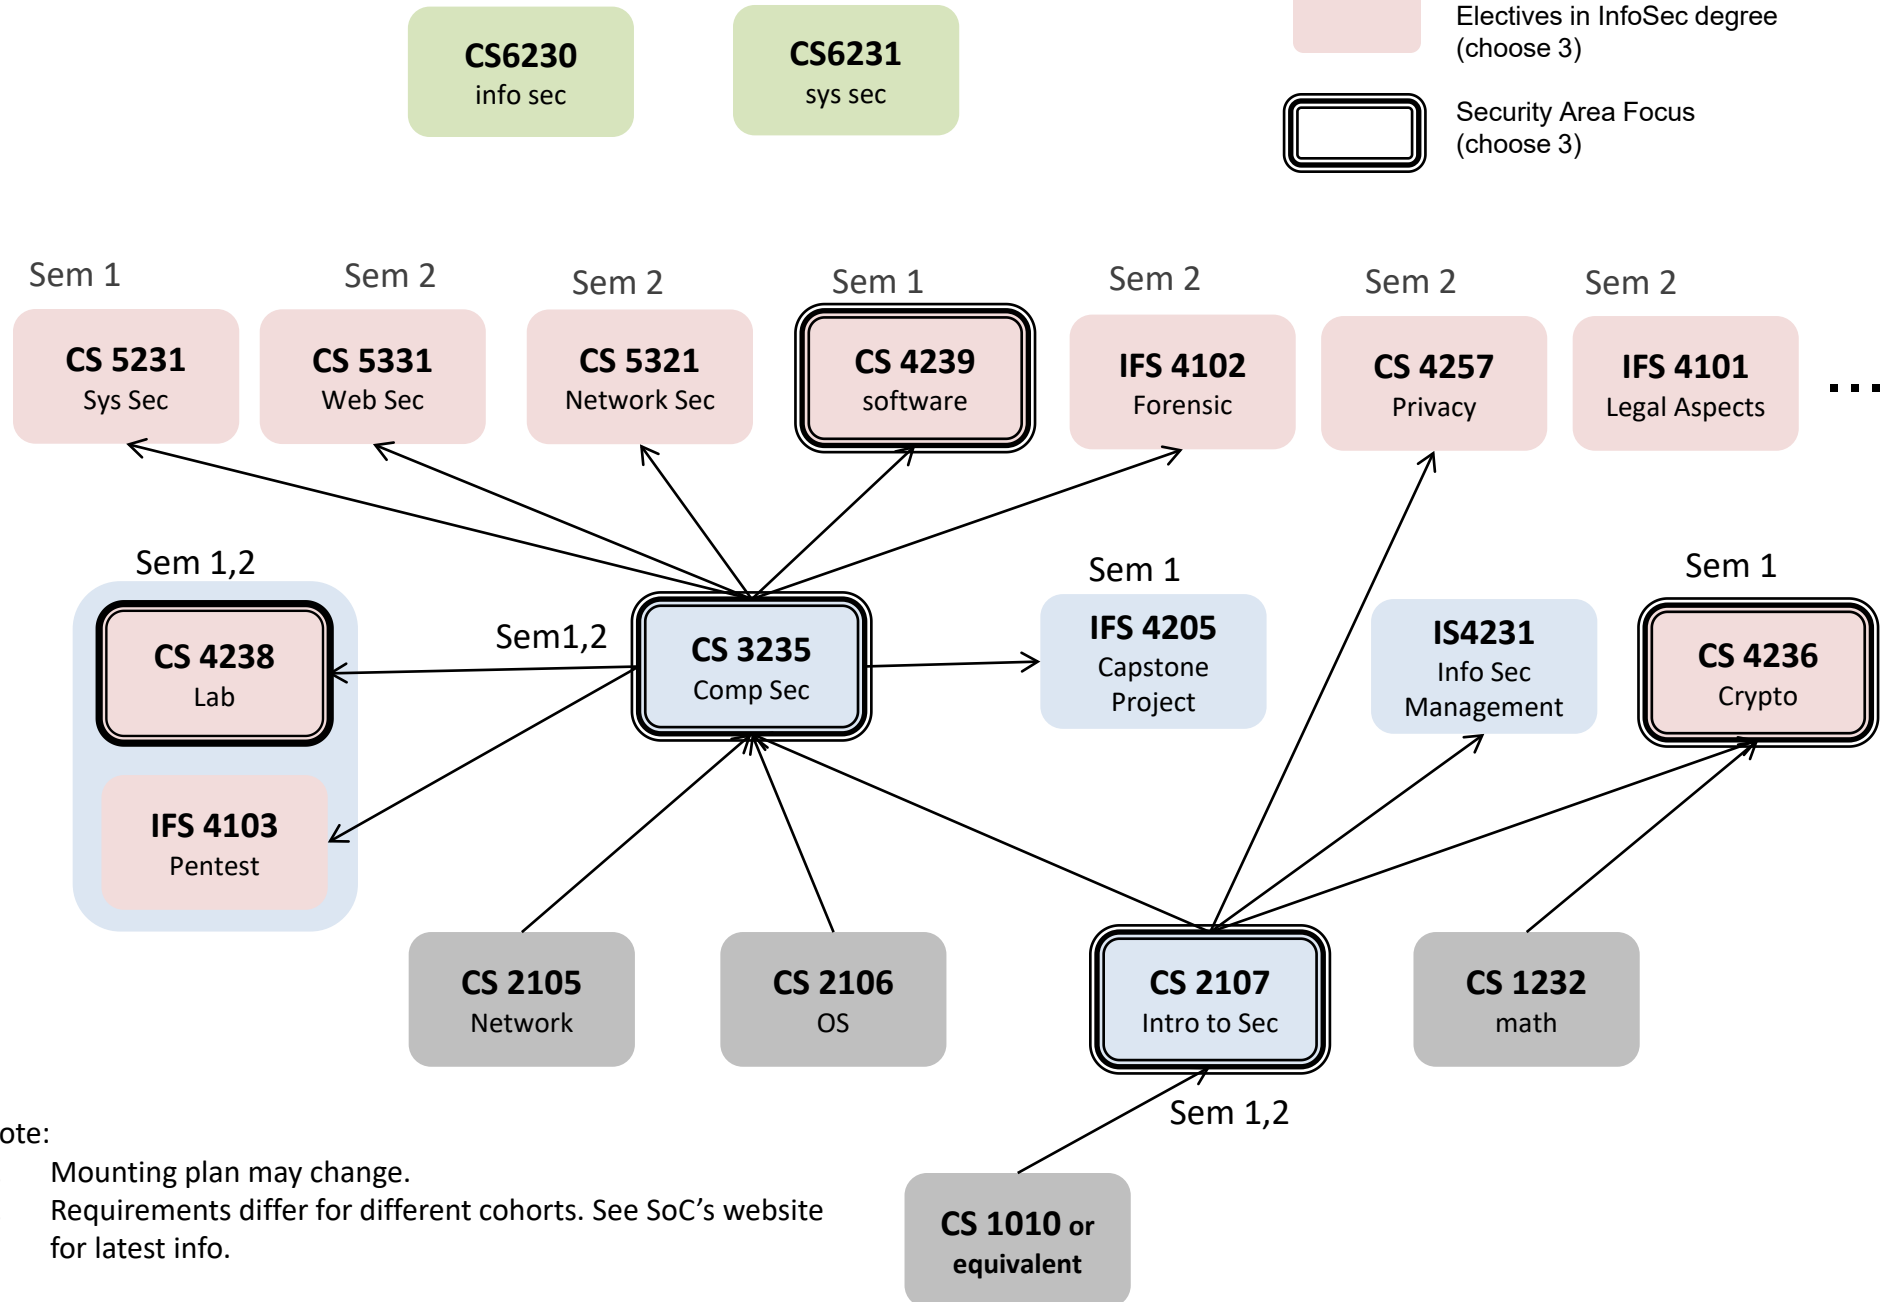 Electives in InfoSec degree
(choose 3)
CS6230
info sec
CS6231
sys sec
Security Area Focus
(choose 3)
Sem 1
Sem 2
Sem 2
Sem 1
Sem 2
Sem 2
Sem 2
CS 5231
Sys Sec
CS 5331
Web Sec
CS 5321
Network Sec
CS 4239
software
IFS 4102
Forensic
CS 4257
Privacy
IFS 4101
Legal Aspects
...
Sem 1,2
Sem1,2
Sem 1
Sem 1
CS 4238
Lab
CS 3235
Comp Sec
IFS 4205
Capstone
Project
IS4231
Info Sec
Management
CS 4236
Crypto
IFS 4103
Pentest
CS 2105
Network
CS 2106
OS
CS 2107
Intro to Sec
CS 1232
math
Sem 1,2
ote:
Mounting plan may change.
Requirements differ for different cohorts. See SoC's website
for latest info.
CS 1010 or
equivalent